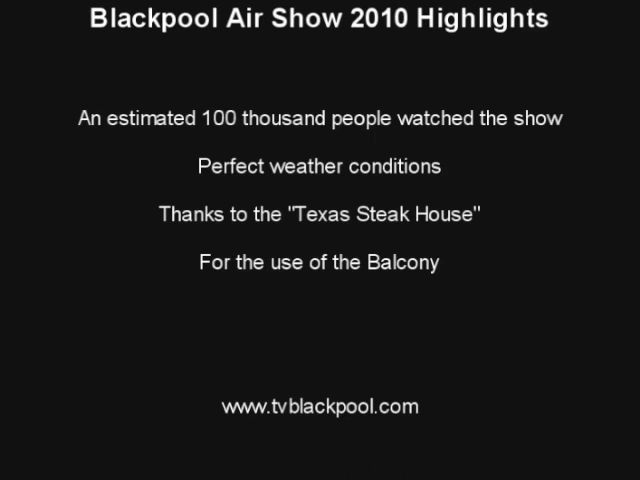 Blackpool Air Show 2010 Highlights
An estimated 100 thousand people watched the show
Perfect weather conditions
Thanks to the "Texas Steak House"
For the use of the Balcony
www.tvblackpool.com